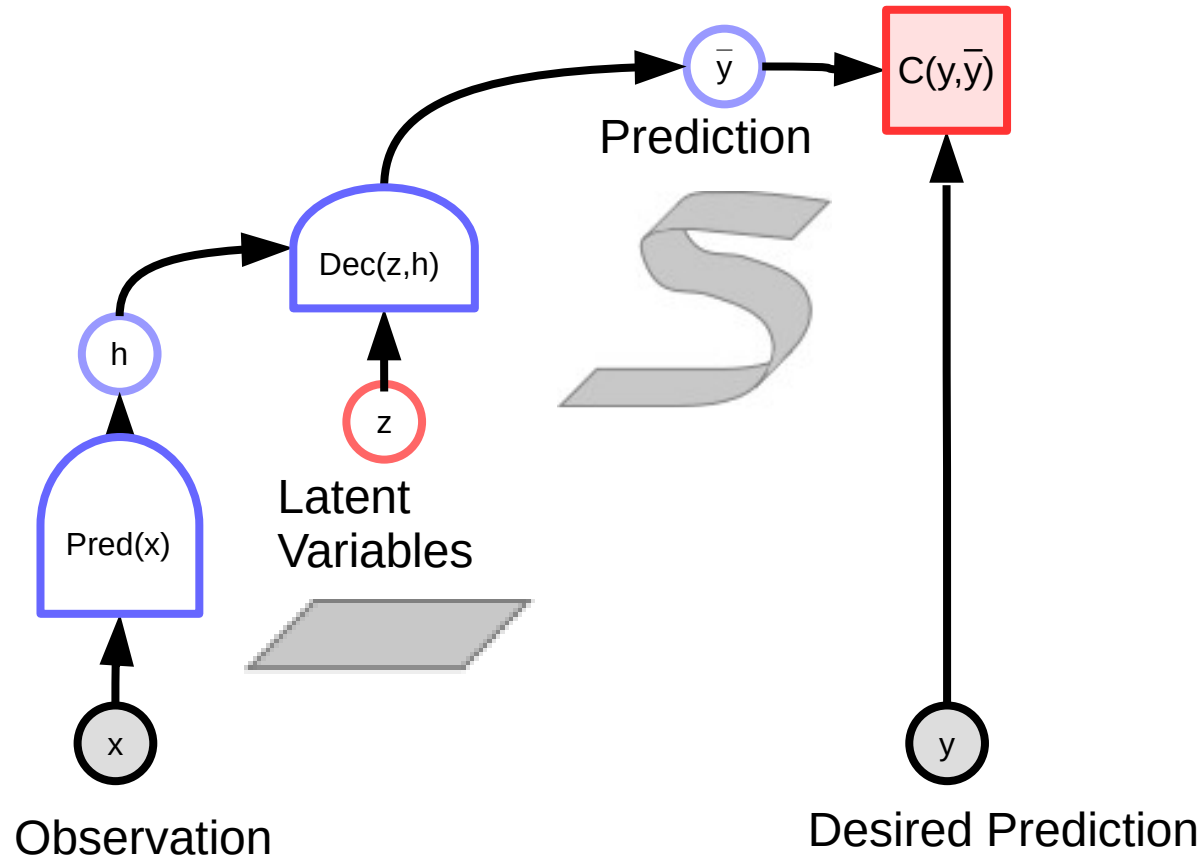 ȳ
C(y,ȳ)
Prediction
Dec(z,h)
h
z
Latent
Variables
Pred(x)
x
y
Observation
Desired Prediction